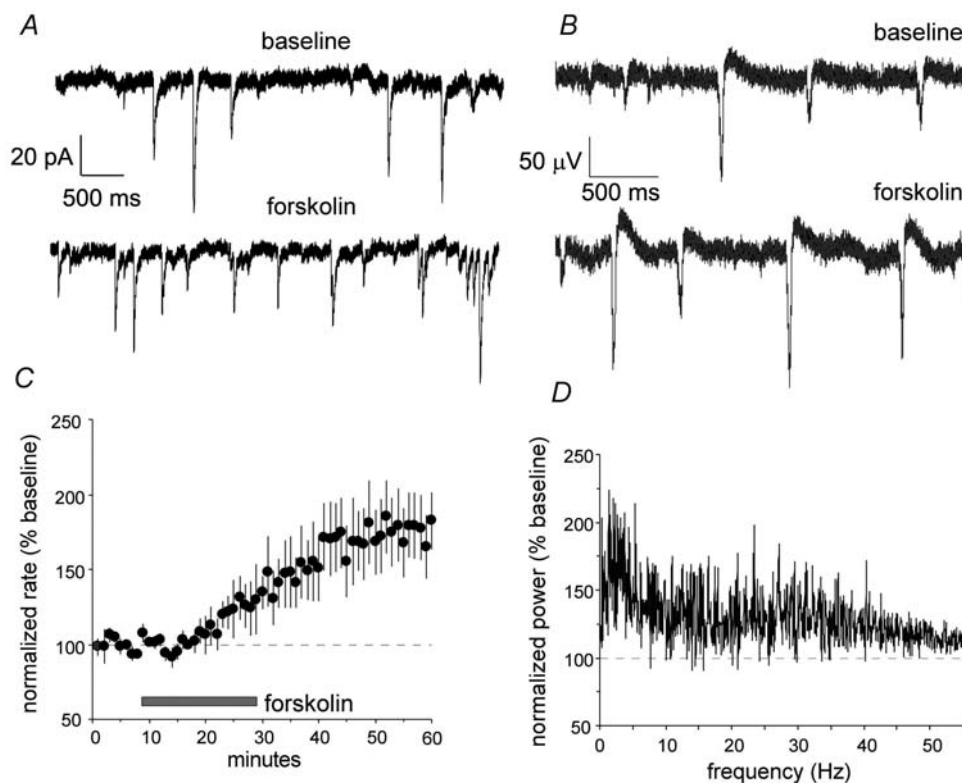 A
baseline
20 pA
500 ms
forskolin
B
baseline
50 μV
500 ms
forskolin
C
normalized rate (% baseline)
250
200
150
100
50
forskolin
0 10 20 30 40 50 60
minutes
D
normalized power (% baseline)
250
200
150
100
50
0 10 20 30 40 50
frequency (Hz)